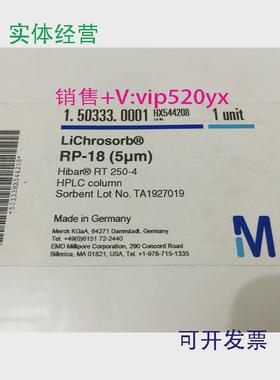 实体经营
销售+V:vip520yx
1.50333.0001 HX544208 1 unit
LiChrosorb®
RP-18 (5µm)
Hibar® RT 250-4
HPLC column
Sorbent Lot No. TA1927019
*50333HX544208*
Made in Germany
Merck KGaA, 64271 Darmstadt, Germany
Tel. +49(0)6151 72-2440
EMD Millipore Corporation, 290 Concord Road
Billerica, MA 01821, USA, Tel. +1-978-715-1335
M
可开发票